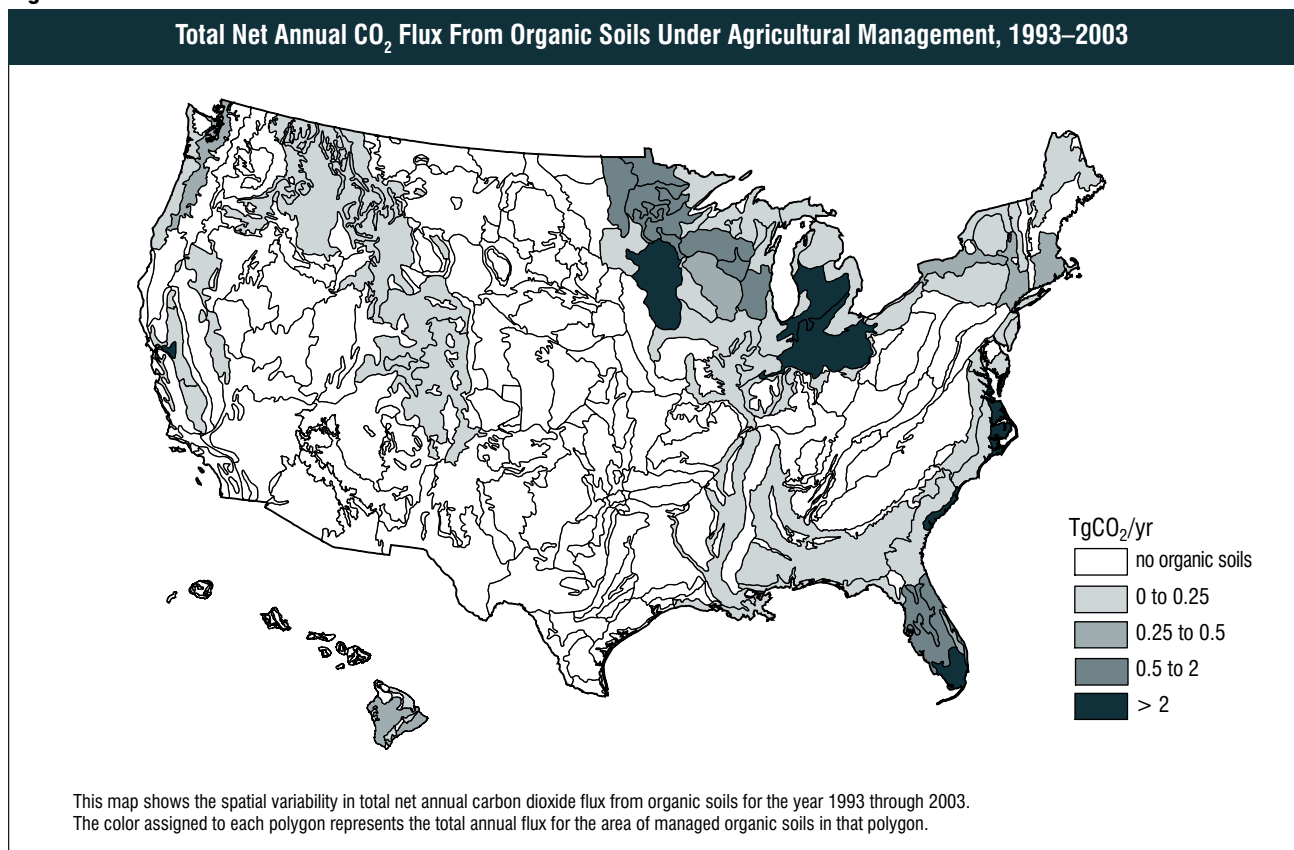 Total Net Annual CO₂ Flux From Organic Soils Under Agricultural Management, 1993–2003
TgCO₂/yr
no organic soils
0 to 0.25
0.25 to 0.5
0.5 to 2
> 2
This map shows the spatial variability in total net annual carbon dioxide flux from organic soils for the year 1993 through 2003.
The color assigned to each polygon represents the total annual flux for the area of managed organic soils in that polygon.